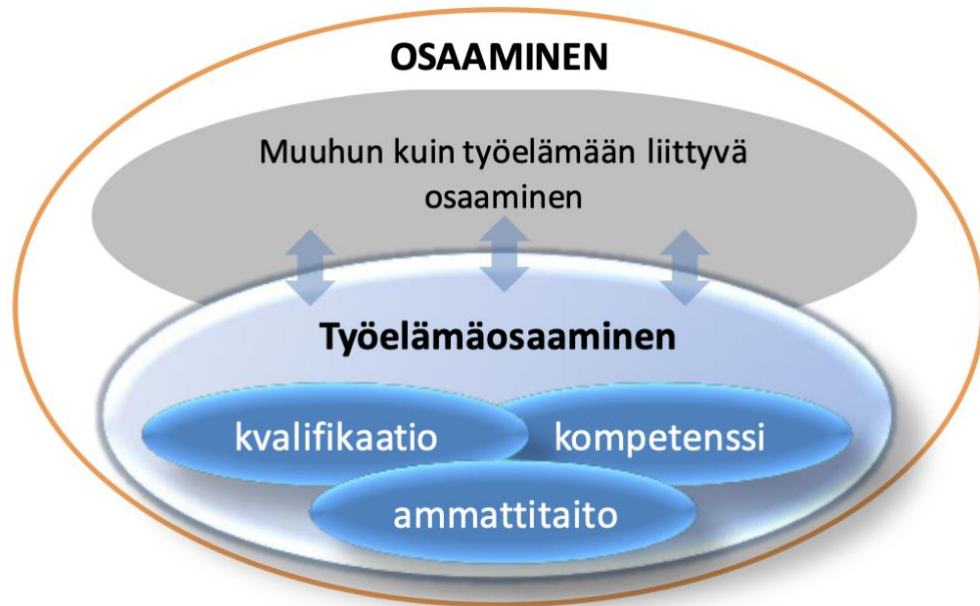 OSAAMINEN
Muuhun kuin työelämään liittyvä
osaaminen
Työelämäosaaminen
kvalifikaatio
kompetenssi
ammattitaito